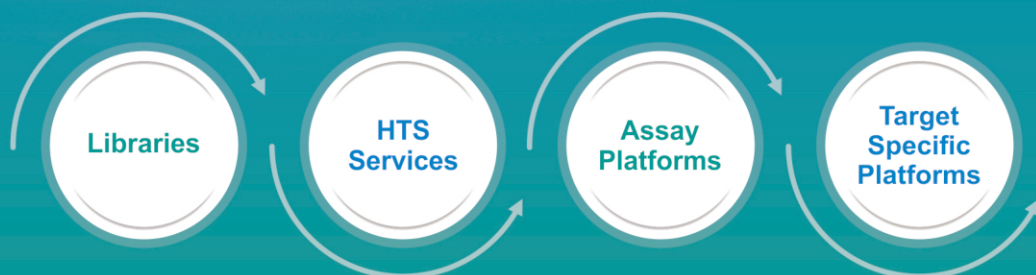 Libraries
HTS
Services
Assay
Platforms
Target
Specific
Platforms